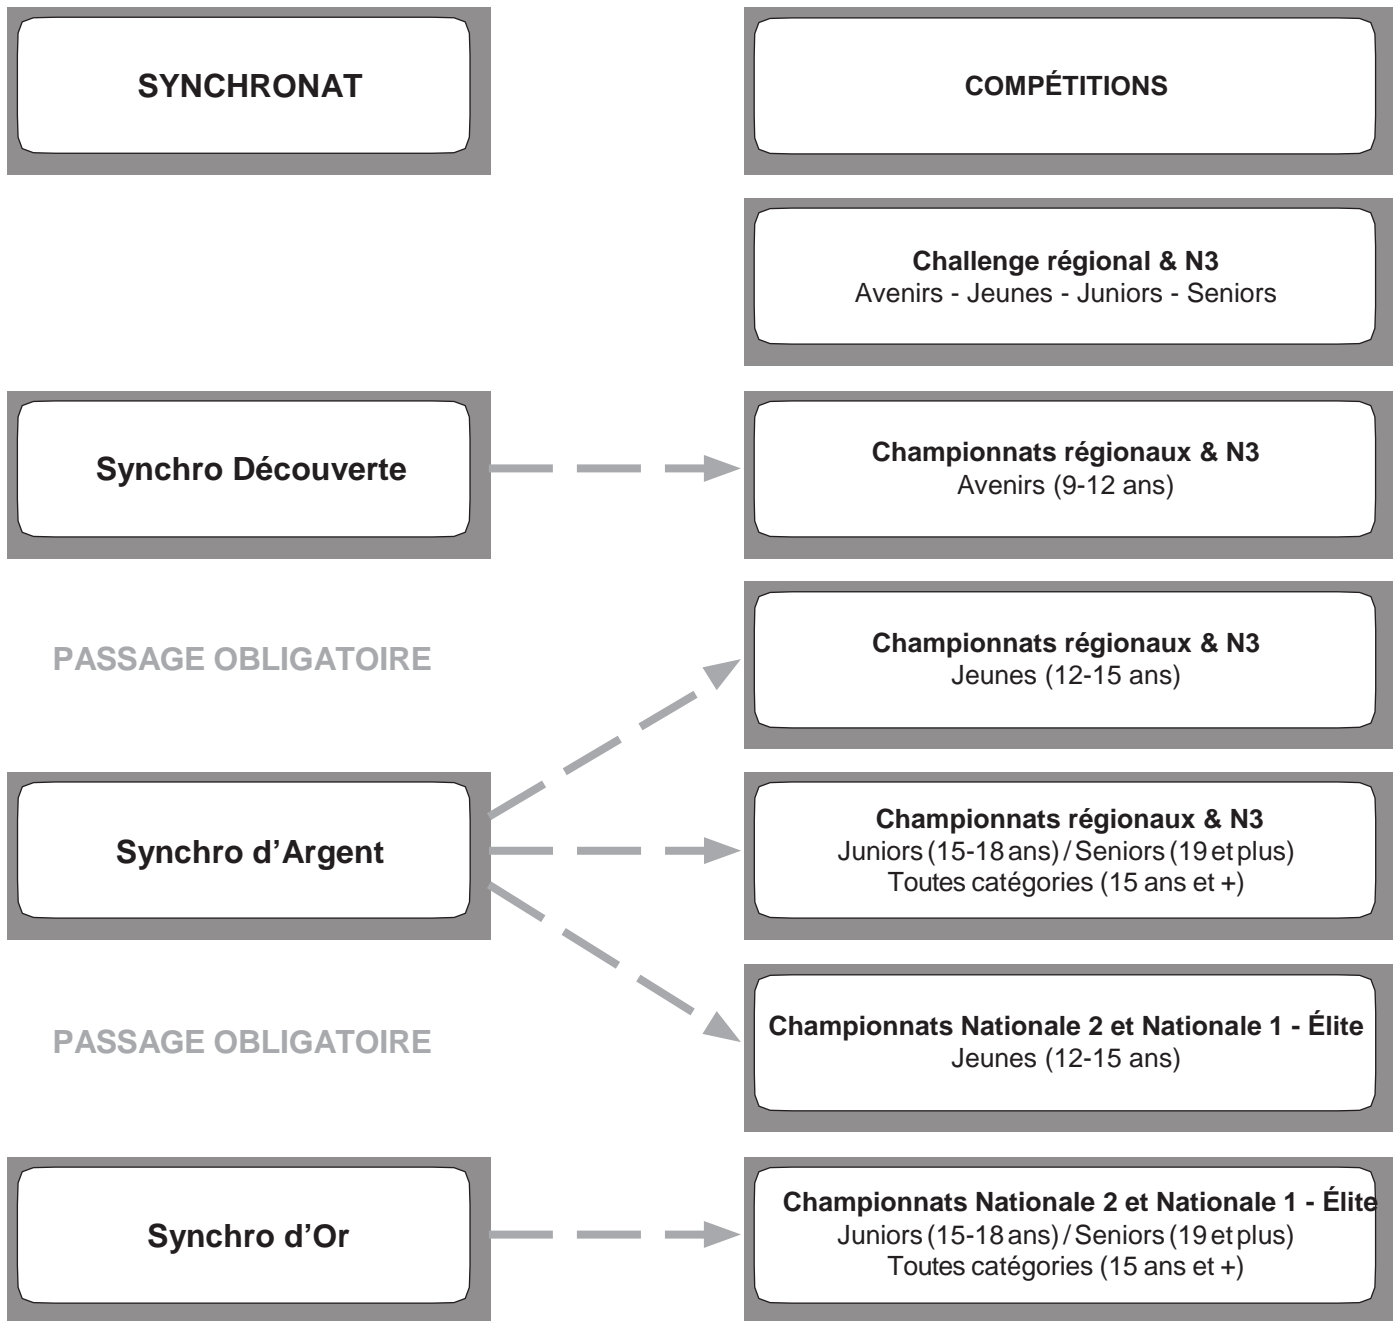 SYNCHRONAT
COMPÉTITIONS
Challenge régional & N3
Avenirs - Jeunes - Juniors - Seniors
Synchro Découverte
Championnats régionaux & N3
Avenirs (9-12 ans)
PASSAGE OBLIGATOIRE
Championnats régionaux & N3
Jeunes (12-15 ans)
Synchro d’Argent
Championnats régionaux & N3
Juniors (15-18 ans) / Seniors (19 et plus)
Toutes catégories (15 ans et +)
PASSAGE OBLIGATOIRE
Championnats Nationale 2 et Nationale 1 - Élite
Jeunes (12-15 ans)
Synchro d’Or
Championnats Nationale 2 et Nationale 1 - Élite
Juniors (15-18 ans) / Seniors (19 et plus)
Toutes catégories (15 ans et +)